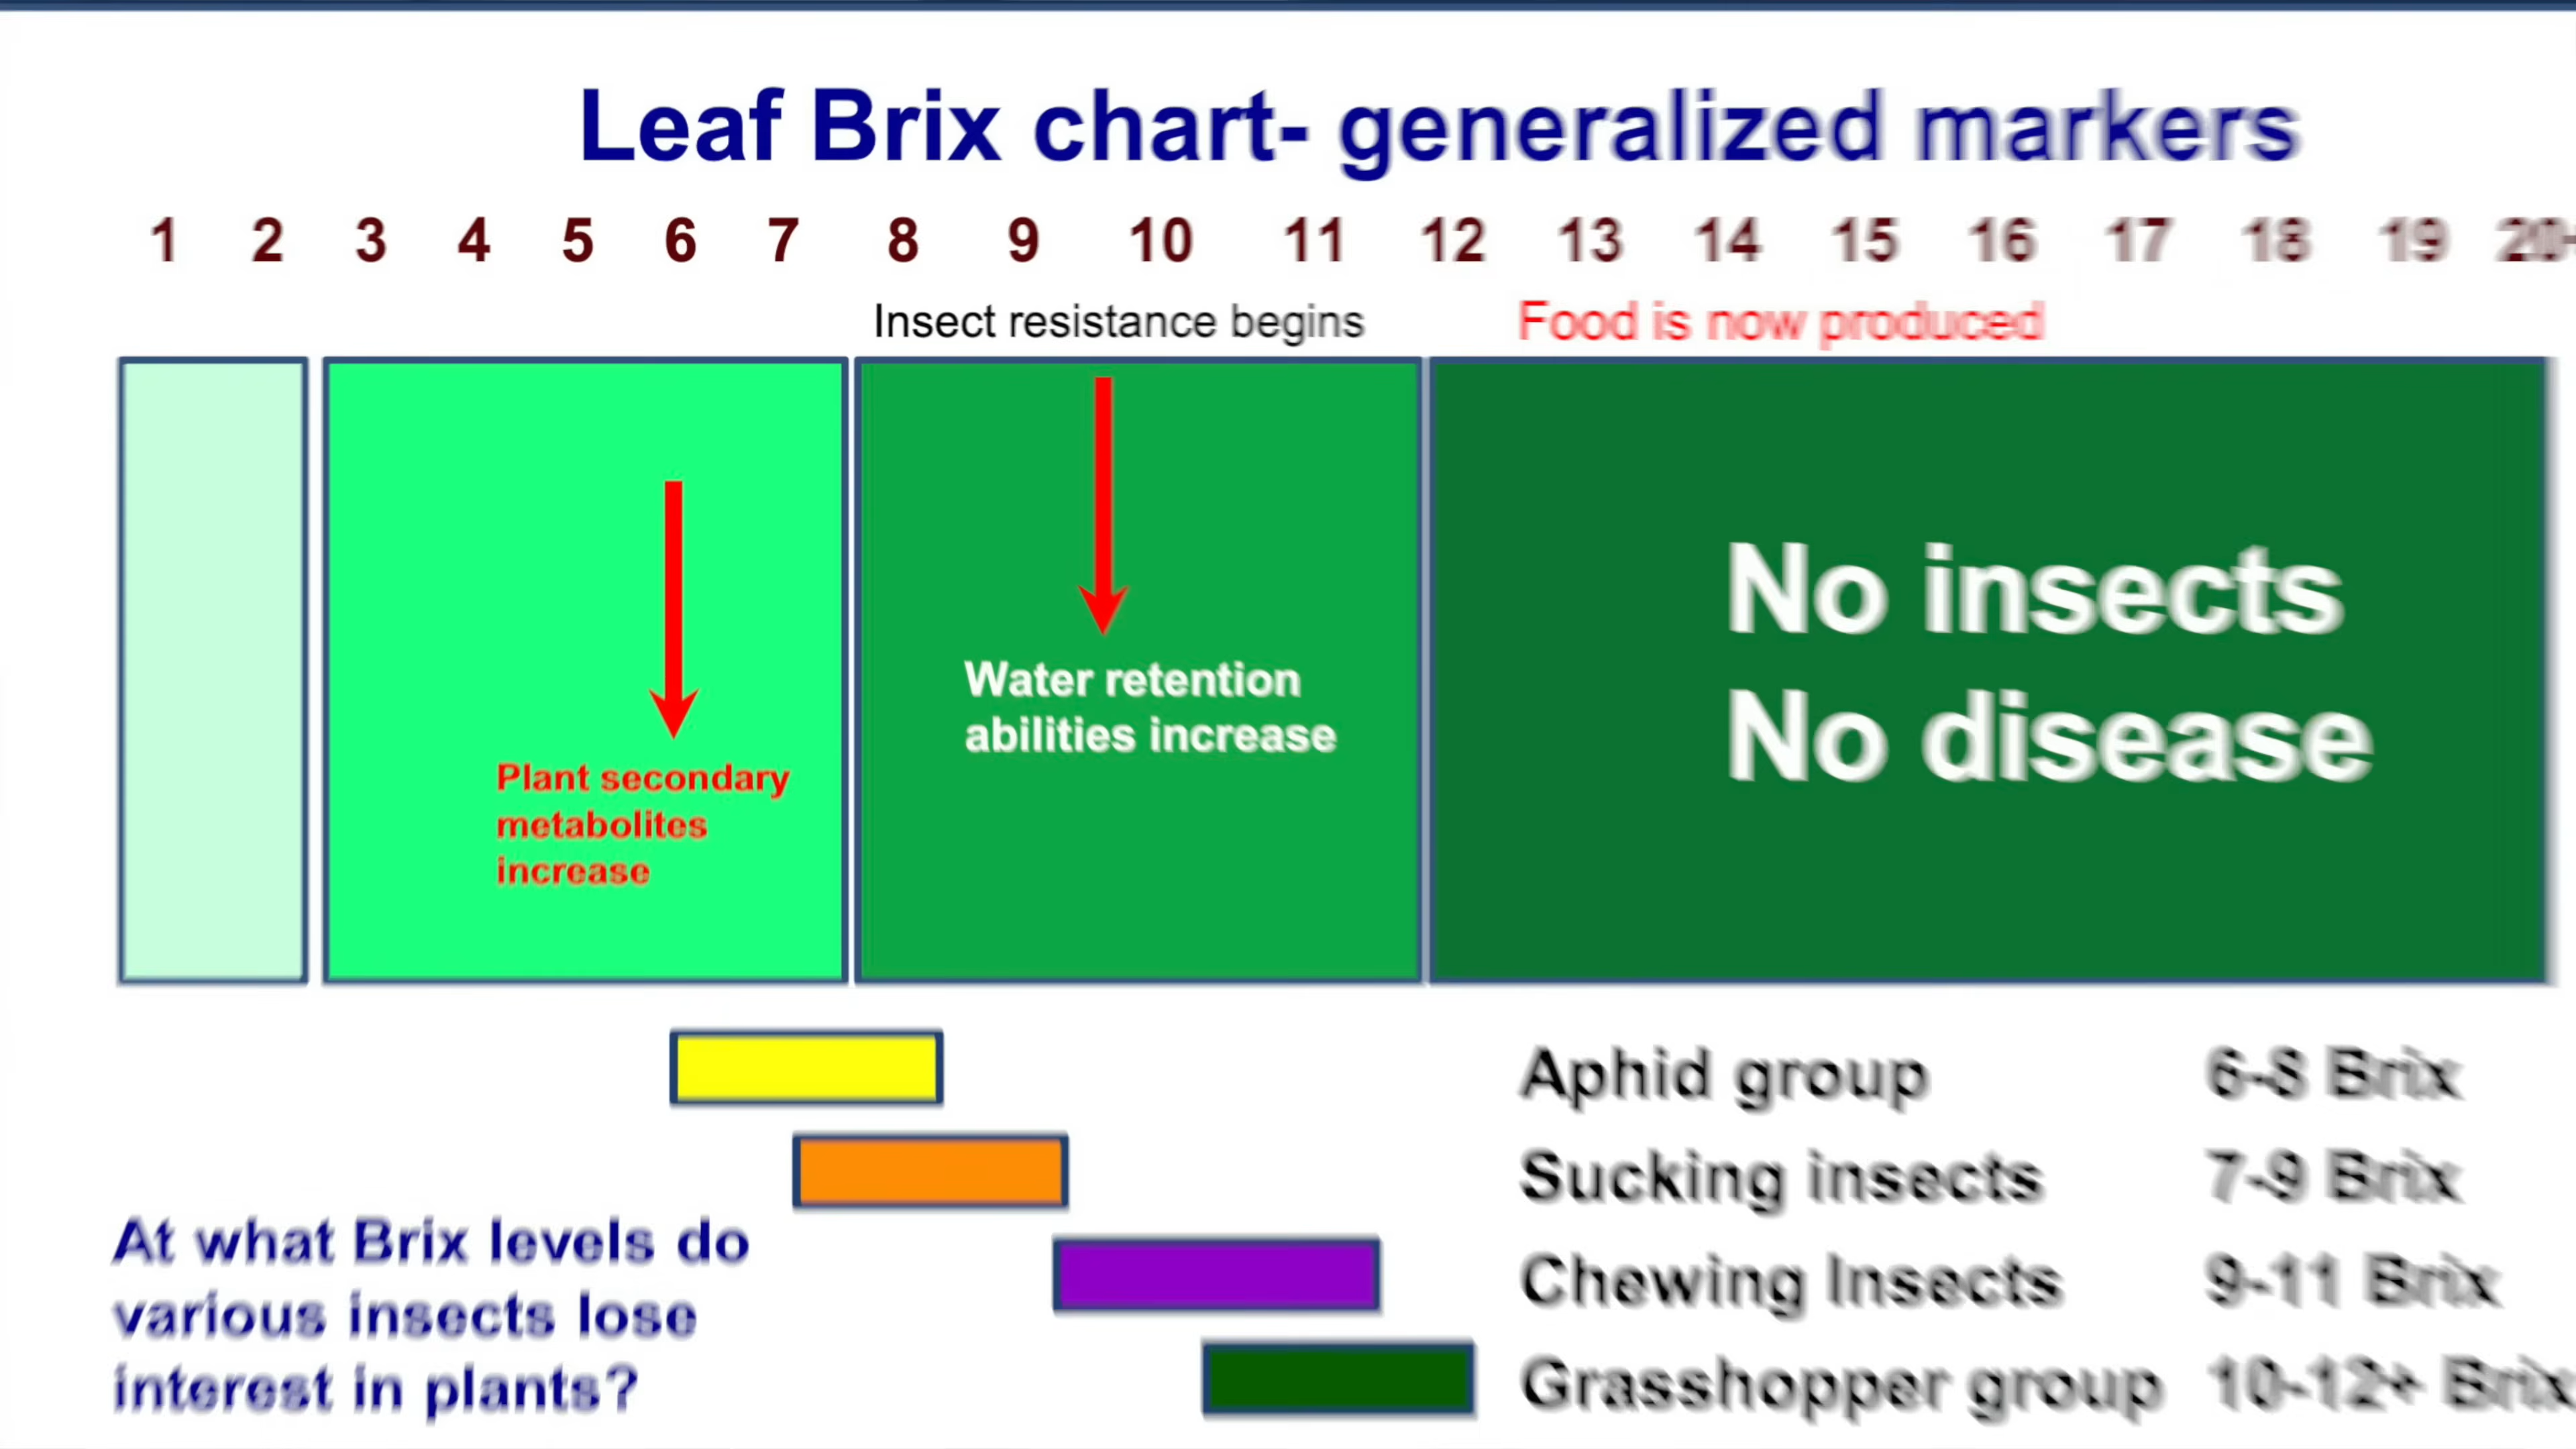 Leaf Brix chart- generalized markers
1 2 3 4 5 6 7 8 9 10 11 12 13 14 15 16 17 18 19 20+
Insect resistance begins
Food is now produced
No insects
No disease
Water retention
abilities increase
Plant secondary
metabolites
increase
At what Brix levels do
various insects lose
interest in plants?
Aphid group 6-8 Brix
Sucking insects 7-9 Brix
Chewing Insects 9-11 Brix
Grasshopper group 10-12+ Brix